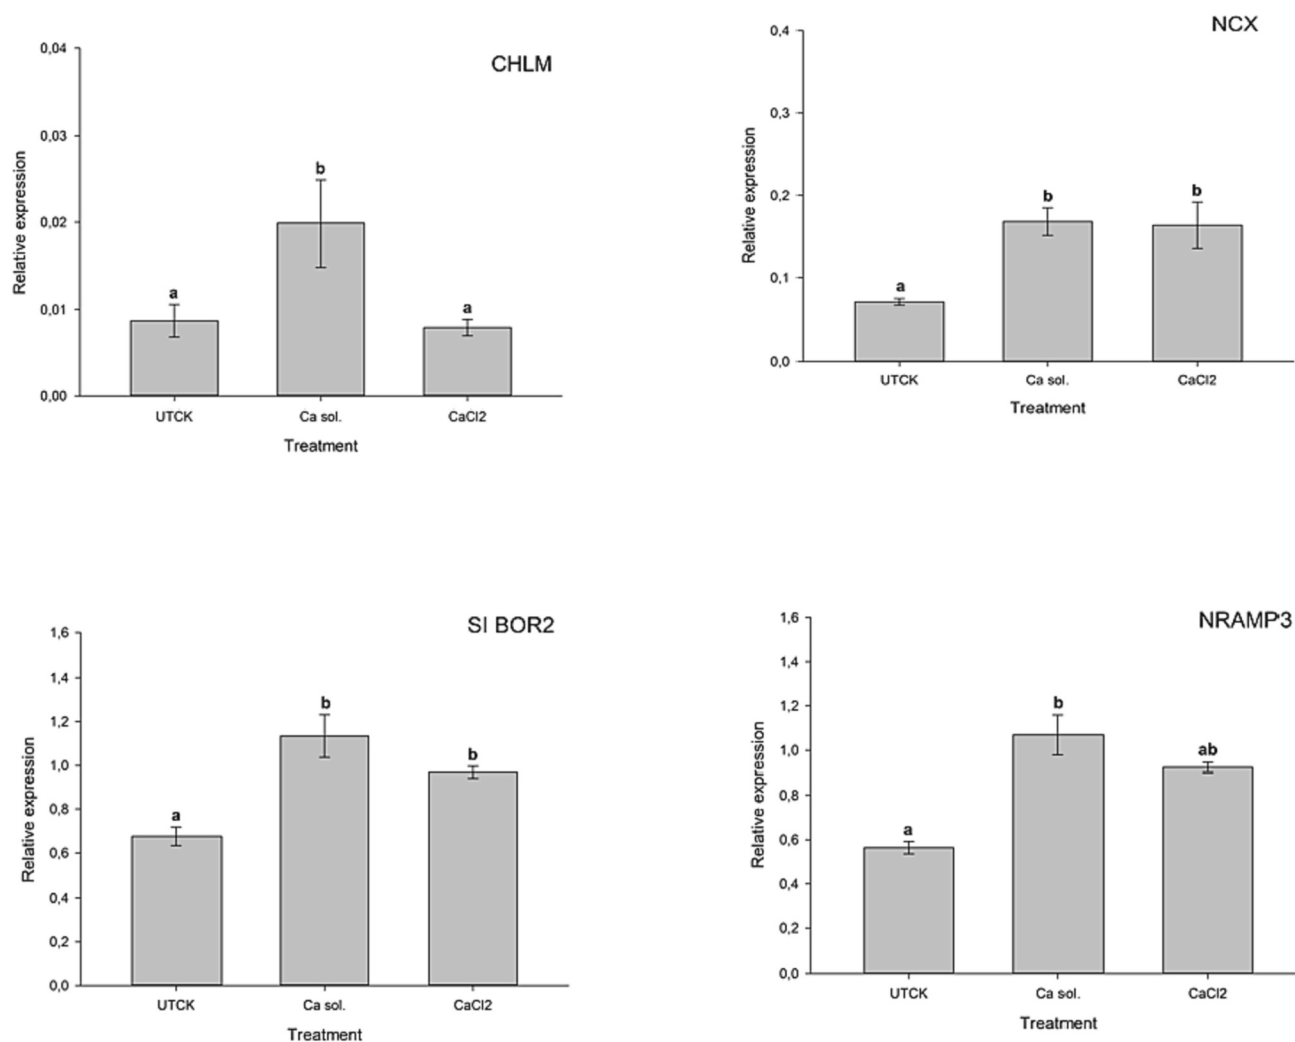 CHLM
0,04
0,03
0,02
0,01
0,00
Relative expression
a
b
a
UTCK
Ca sol.
CaCl2
Treatment
NCX
0,4
0,3
0,2
0,1
0,0
Relative expression
a
b
b
UTCK
Ca sol.
CaCl2
Treatment
SI BOR2
1,6
1,4
1,2
1,0
0,8
0,6
0,4
0,2
0,0
Relative expression
a
b
b
UTCK
Ca sol.
CaCl2
Treatment
NRAMP3
1,6
1,4
1,2
1,0
0,8
0,6
0,4
0,2
0,0
Relative expression
a
b
ab
UTCK
Ca sol.
CaCl2
Treatment